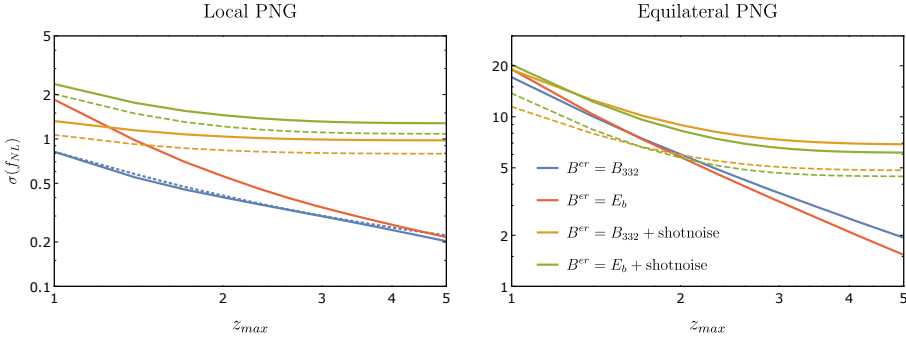 Local PNG
5
2
1
0.5
0.2
0.1
σ(f_{NL})
1 2 3 4 5
z_{max}
Equilateral PNG
20
10
5
2
1
B^{er} = B_{332}
B^{er} = E_b
B^{er} = B_{332} + shotnoise
B^{er} = E_b + shotnoise
1 2 3 4 5
z_{max}